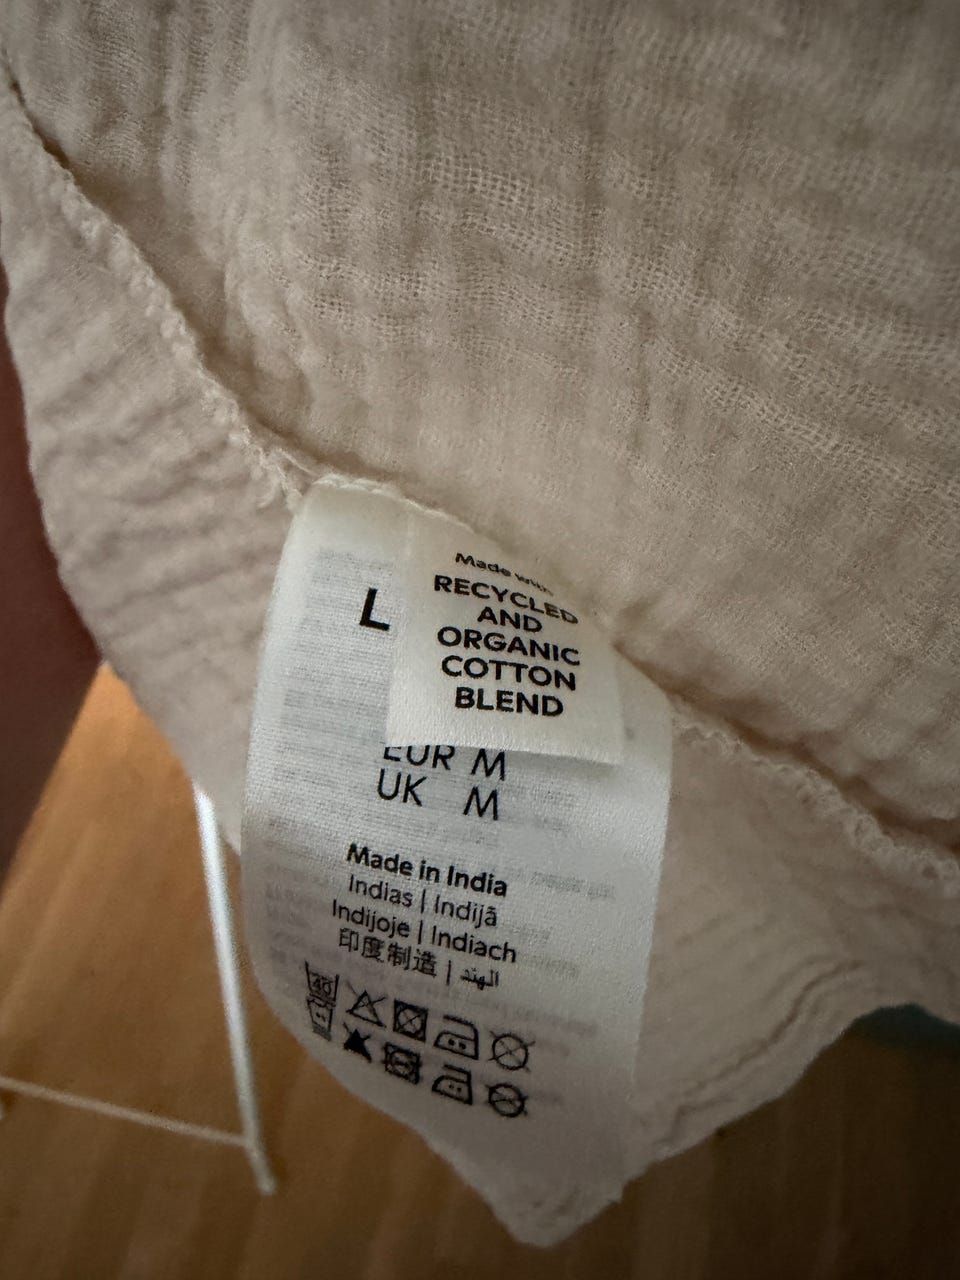 Made with
RECYCLED
AND
ORGANIC
COTTON
BLEND
L
EUR M
UK M
Made in India
Indias | Indijā
Indijoje | Indiach
印度制造 | الهند
40